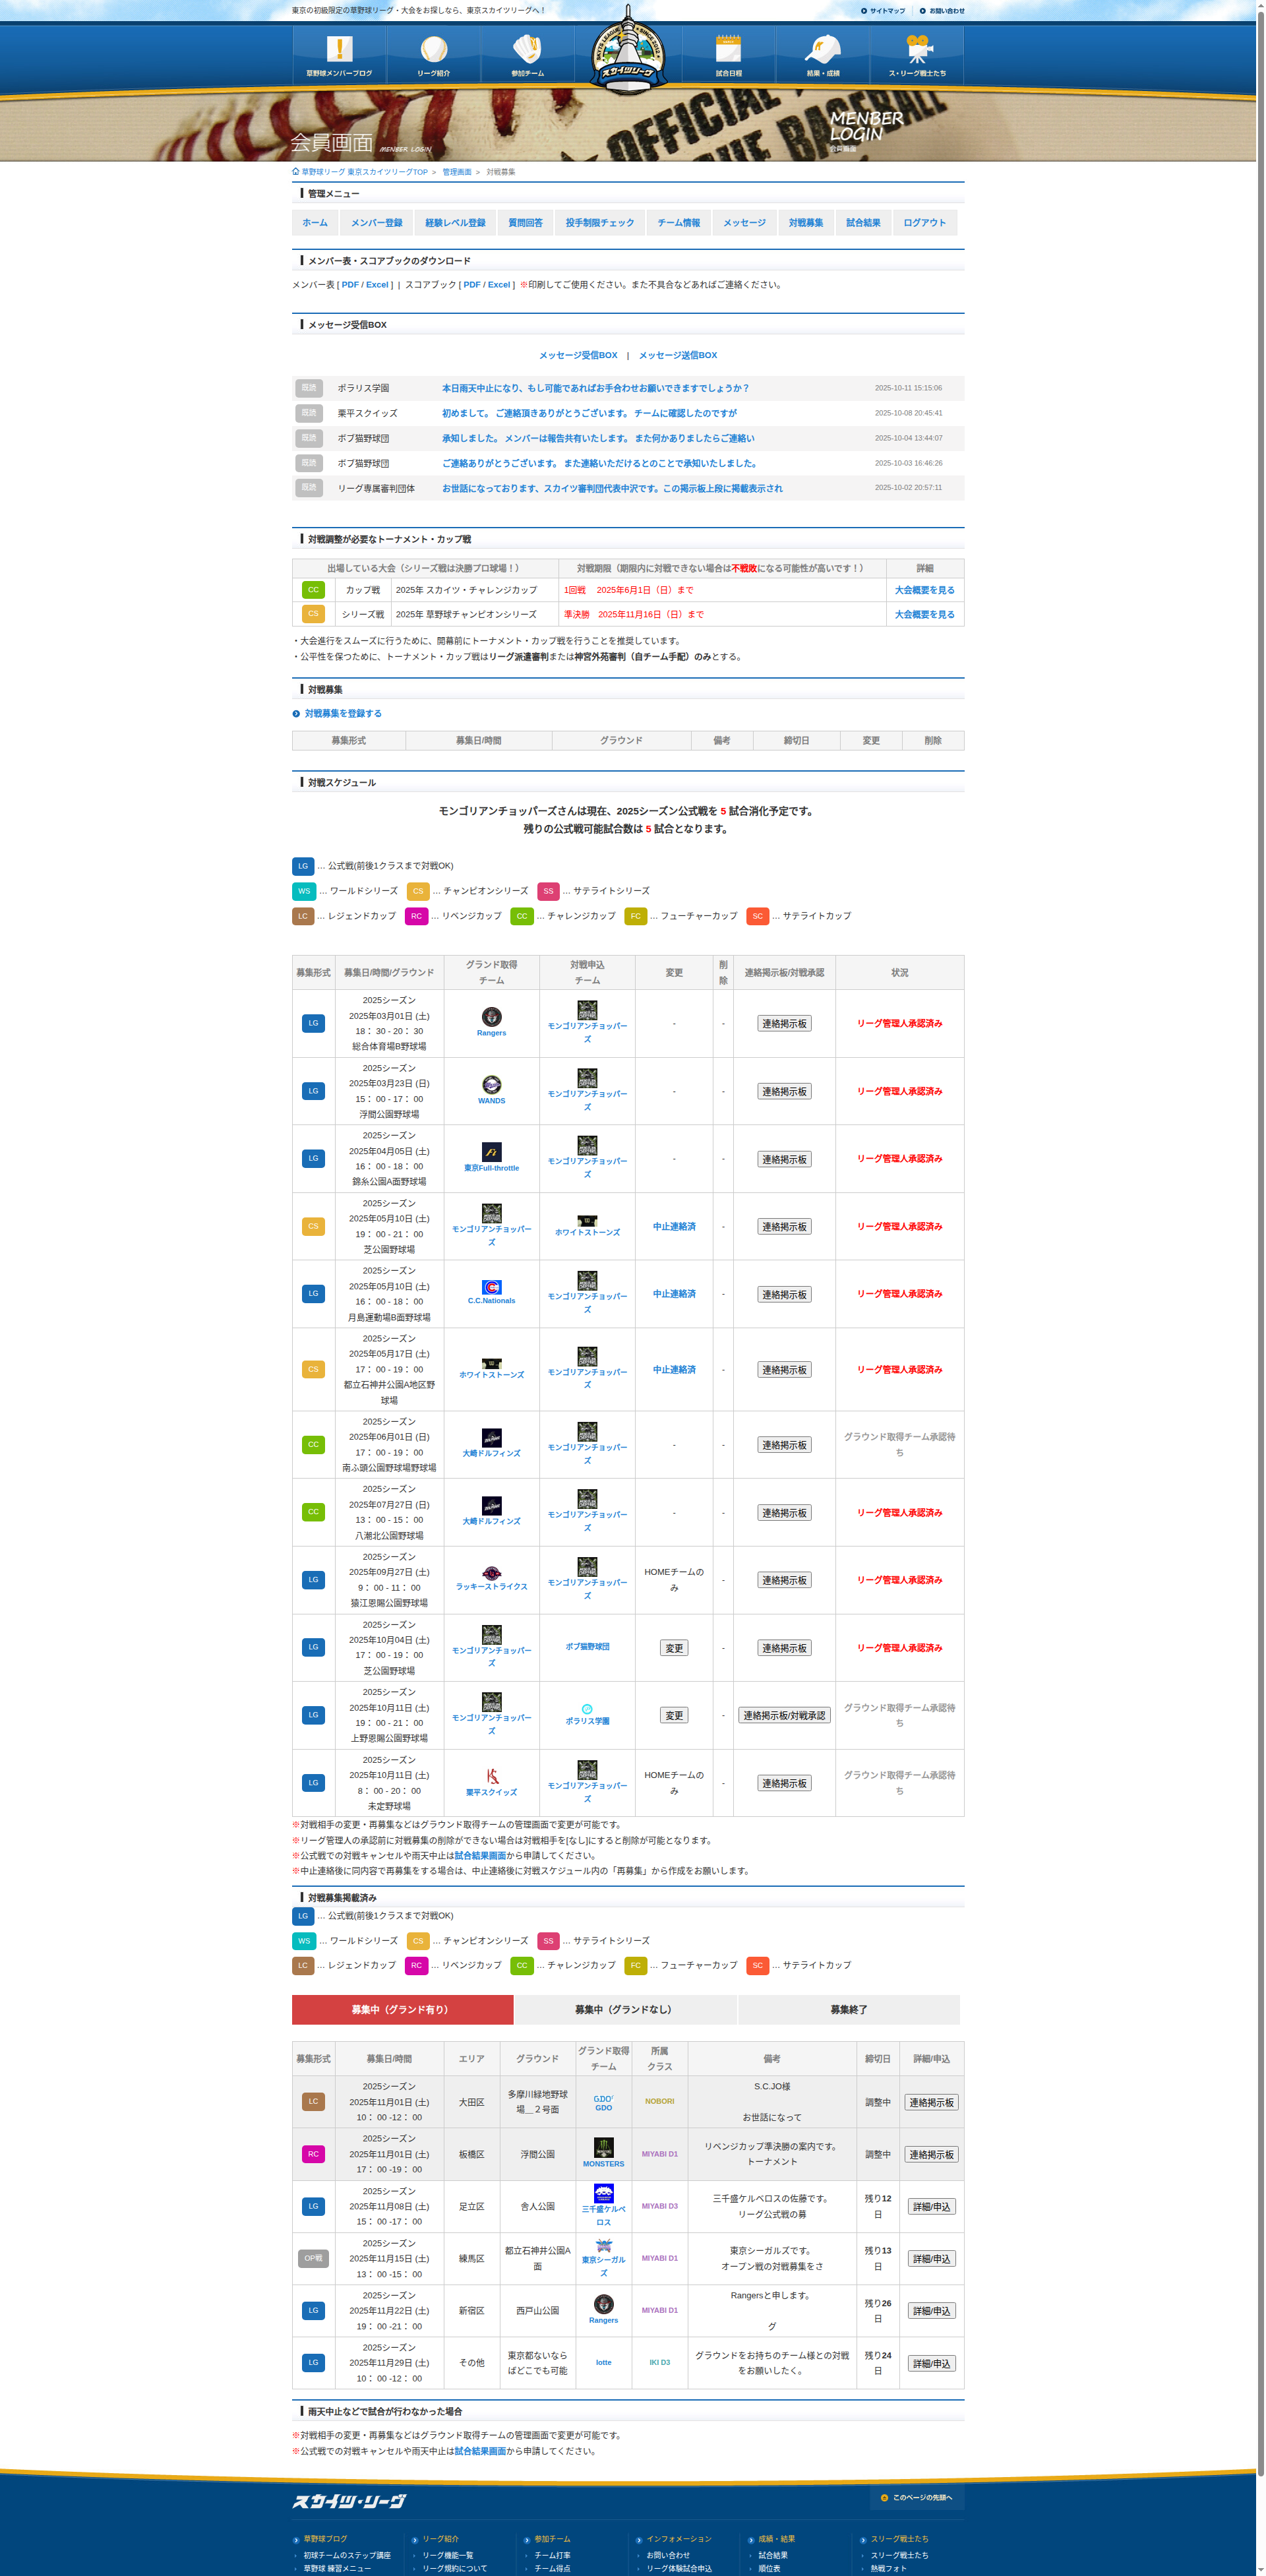 東京の初級限定の草野球リーグ・大会をお探しなら、東京スカイツリーグへ！
サイトマップ
お問い合わせ
草野球メンバーブログ
リーグ紹介
参加チーム
スカイツリーグ
試合日程
結果・成績
ス・リーグ戦士たち
会員画面 MENBER LOGIN
MENBER
LOGIN
会員画面
草野球リーグ 東京スカイツリーグTOP > 管理画面 > 対戦募集
管理メニュー
ホーム メンバー登録 経験レベル登録 質問回答 投手制限チェック チーム情報 メッセージ 対戦募集 試合結果 ログアウト
メンバー表・スコアブックのダウンロード
メンバー表 [ PDF / Excel ] | スコアブック [ PDF / Excel ] ※印刷してご使用ください。また不具合などあればご連絡ください。
メッセージ受信BOX
メッセージ受信BOX | メッセージ送信BOX
既読 ポラリス学園 本日雨天中止になり、もし可能であればお手合わせお願いできますでしょうか？ 2025-10-11 15:15:06
既読 栗平スクイッズ 初めまして。 ご連絡頂きありがとうございます。 チームに確認したのですが 2025-10-08 20:45:41
既読 ボブ猫野球団 承知しました。 メンバーは報告共有いたします。 また何かありましたらご連絡い 2025-10-04 13:44:07
既読 ボブ猫野球団 ご連絡ありがとうございます。 また連絡いただけるとのことで承知いたしました。 2025-10-03 16:46:26
既読 リーグ専属審判団体 お世話になっております、スカイツ審判団代表中沢です。この掲示板上段に掲載表示され 2025-10-02 20:57:11
対戦調整が必要なトーナメント・カップ戦
出場している大会（シリーズ戦は決勝プロ球場！） 対戦期限（期限内に対戦できない場合は不戦敗になる可能性が高いです！） 詳細
CC カップ戦 2025年 スカイツ・チャレンジカップ 1回戦 2025年6月1日（日）まで 大会概要を見る
CS シリーズ戦 2025年 草野球チャンピオンシリーズ 準決勝 2025年11月16日（日）まで 大会概要を見る
・大会進行をスムーズに行うために、開幕前にトーナメント・カップ戦を行うことを推奨しています。
・公平性を保つために、トーナメント・カップ戦はリーグ派遣審判または神宮外苑審判（自チーム手配）のみとする。
対戦募集
対戦募集を登録する
募集形式 募集日/時間 グラウンド 備考 締切日 変更 削除
対戦スケジュール
モンゴリアンチョッパーズさんは現在、2025シーズン公式戦を 5 試合消化予定です。
残りの公式戦可能試合数は 5 試合となります。
LG … 公式戦(前後1クラスまで対戦OK)
WS … ワールドシリーズ CS … チャンピオンシリーズ SS … サテライトシリーズ
LC … レジェンドカップ RC … リベンジカップ CC … チャレンジカップ FC … フューチャーカップ SC … サテライトカップ
募集形式 募集日/時間/グラウンド グランド取得チーム 対戦申込チーム 変更 削除 連絡掲示板/対戦承認 状況
2025シーズン
2025年03月01日 (土)
LG 18： 30 - 20： 30 Rangers モンゴリアンチョッパーズ - - 連絡掲示板 リーグ管理人承認済み
総合体育場B野球場
2025シーズン
2025年03月23日 (日)
LG 15： 00 - 17： 00 WANDS モンゴリアンチョッパーズ - - 連絡掲示板 リーグ管理人承認済み
浮間公園野球場
2025シーズン
2025年04月05日 (土)
LG 16： 00 - 18： 00 東京Full-throttle モンゴリアンチョッパーズ - - 連絡掲示板 リーグ管理人承認済み
錦糸公園A面野球場
2025シーズン
2025年05月10日 (土)
CS 19： 00 - 21： 00 モンゴリアンチョッパーズ ホワイトストーンズ 中止連絡済 - 連絡掲示板 リーグ管理人承認済み
芝公園野球場
2025シーズン
2025年05月10日 (土)
LG 16： 00 - 18： 00 C.C.Nationals モンゴリアンチョッパーズ 中止連絡済 - 連絡掲示板 リーグ管理人承認済み
月島運動場B面野球場
2025シーズン
2025年05月17日 (土)
CS 17： 00 - 19： 00 ホワイトストーンズ モンゴリアンチョッパーズ 中止連絡済 - 連絡掲示板 リーグ管理人承認済み
都立石神井公園A地区野球場
2025シーズン
2025年06月01日 (日)
CC 17： 00 - 19： 00 大崎ドルフィンズ モンゴリアンチョッパーズ - - 連絡掲示板 グラウンド取得チーム承認待ち
南ふ頭公園野球場野球場
2025シーズン
2025年07月27日 (日)
CC 13： 00 - 15： 00 大崎ドルフィンズ モンゴリアンチョッパーズ - - 連絡掲示板 リーグ管理人承認済み
八潮北公園野球場
2025シーズン
2025年09月27日 (土)
LG 9： 00 - 11： 00 ラッキーストライクス モンゴリアンチョッパーズ HOMEチームのみ - 連絡掲示板 リーグ管理人承認済み
猿江恩賜公園野球場
2025シーズン
2025年10月04日 (土)
LG 17： 00 - 19： 00 モンゴリアンチョッパーズ ボブ猫野球団 変更 - 連絡掲示板 リーグ管理人承認済み
芝公園野球場
2025シーズン
2025年10月11日 (土)
LG 19： 00 - 21： 00 モンゴリアンチョッパーズ ポラリス学園 変更 - 連絡掲示板/対戦承認 グラウンド取得チーム承認待ち
上野恩賜公園野球場
2025シーズン
2025年10月11日 (土)
LG 8： 00 - 20： 00 栗平スクイッズ モンゴリアンチョッパーズ HOMEチームのみ - 連絡掲示板 グラウンド取得チーム承認待ち
未定野球場
※対戦相手の変更・再募集などはグラウンド取得チームの管理画面で変更が可能です。
※リーグ管理人の承認前に対戦募集の削除ができない場合は対戦相手を[なし]にすると削除が可能となります。
※公式戦での対戦キャンセルや雨天中止は試合結果画面から申請してください。
※中止連絡後に同内容で再募集をする場合は、中止連絡後に対戦スケジュール内の「再募集」から作成をお願いします。
対戦募集掲載済み
LG … 公式戦(前後1クラスまで対戦OK)
WS … ワールドシリーズ CS … チャンピオンシリーズ SS … サテライトシリーズ
LC … レジェンドカップ RC … リベンジカップ CC … チャレンジカップ FC … フューチャーカップ SC … サテライトカップ
募集中（グランド有り） 募集中（グランドなし） 募集終了
募集形式 募集日/時間 エリア グラウンド グランド取得チーム 所属クラス 備考 締切日 詳細/申込
2025シーズン
LC 2025年11月01日 (土) 大田区 多摩川緑地野球場__２号面 GDO NOBORI S.C.JO様 お世話になって 調整中 連絡掲示板
10： 00 -12： 00
2025シーズン
RC 2025年11月01日 (土) 板橋区 浮間公園 MONSTERS MIYABI D1 リベンジカップ準決勝の案内です。 トーナメント 調整中 連絡掲示板
17： 00 -19： 00
2025シーズン
LG 2025年11月08日 (土) 足立区 舎人公園 三千盛ケルベロス MIYABI D3 三千盛ケルベロスの佐藤です。 リーグ公式戦の募 残り12日 詳細/申込
15： 00 -17： 00
2025シーズン
OP戦 2025年11月15日 (土) 練馬区 都立石神井公園A面 東京シーガルズ MIYABI D1 東京シーガルズです。 オープン戦の対戦募集をさ 残り13日 詳細/申込
13： 00 -15： 00
2025シーズン
LG 2025年11月22日 (土) 新宿区 西戸山公園 Rangers MIYABI D1 Rangersと申します。 グ 残り26日 詳細/申込
19： 00 -21： 00
2025シーズン
LG 2025年11月29日 (土) その他 東京都ないならばどこでも可能 lotte IKI D3 グラウンドをお持ちのチーム様との対戦をお願いしたく。 残り24日 詳細/申込
10： 00 -12： 00
雨天中止などで試合が行わなかった場合
※対戦相手の変更・再募集などはグラウンド取得チームの管理画面で変更が可能です。
※公式戦での対戦キャンセルや雨天中止は試合結果画面から申請してください。
スカイツ・リーグ
このページの先頭へ
草野球ブログ リーグ紹介 参加チーム インフォメーション 成績・結果 スリーグ戦士たち
初球チームのステップ講座 リーグ機能一覧 チーム打率 お問い合わせ 試合結果 スリーグ戦士たち
草野球 練習メニュー リーグ規約について チーム得点 リーグ体験試合申込 順位表 熱戦フォト